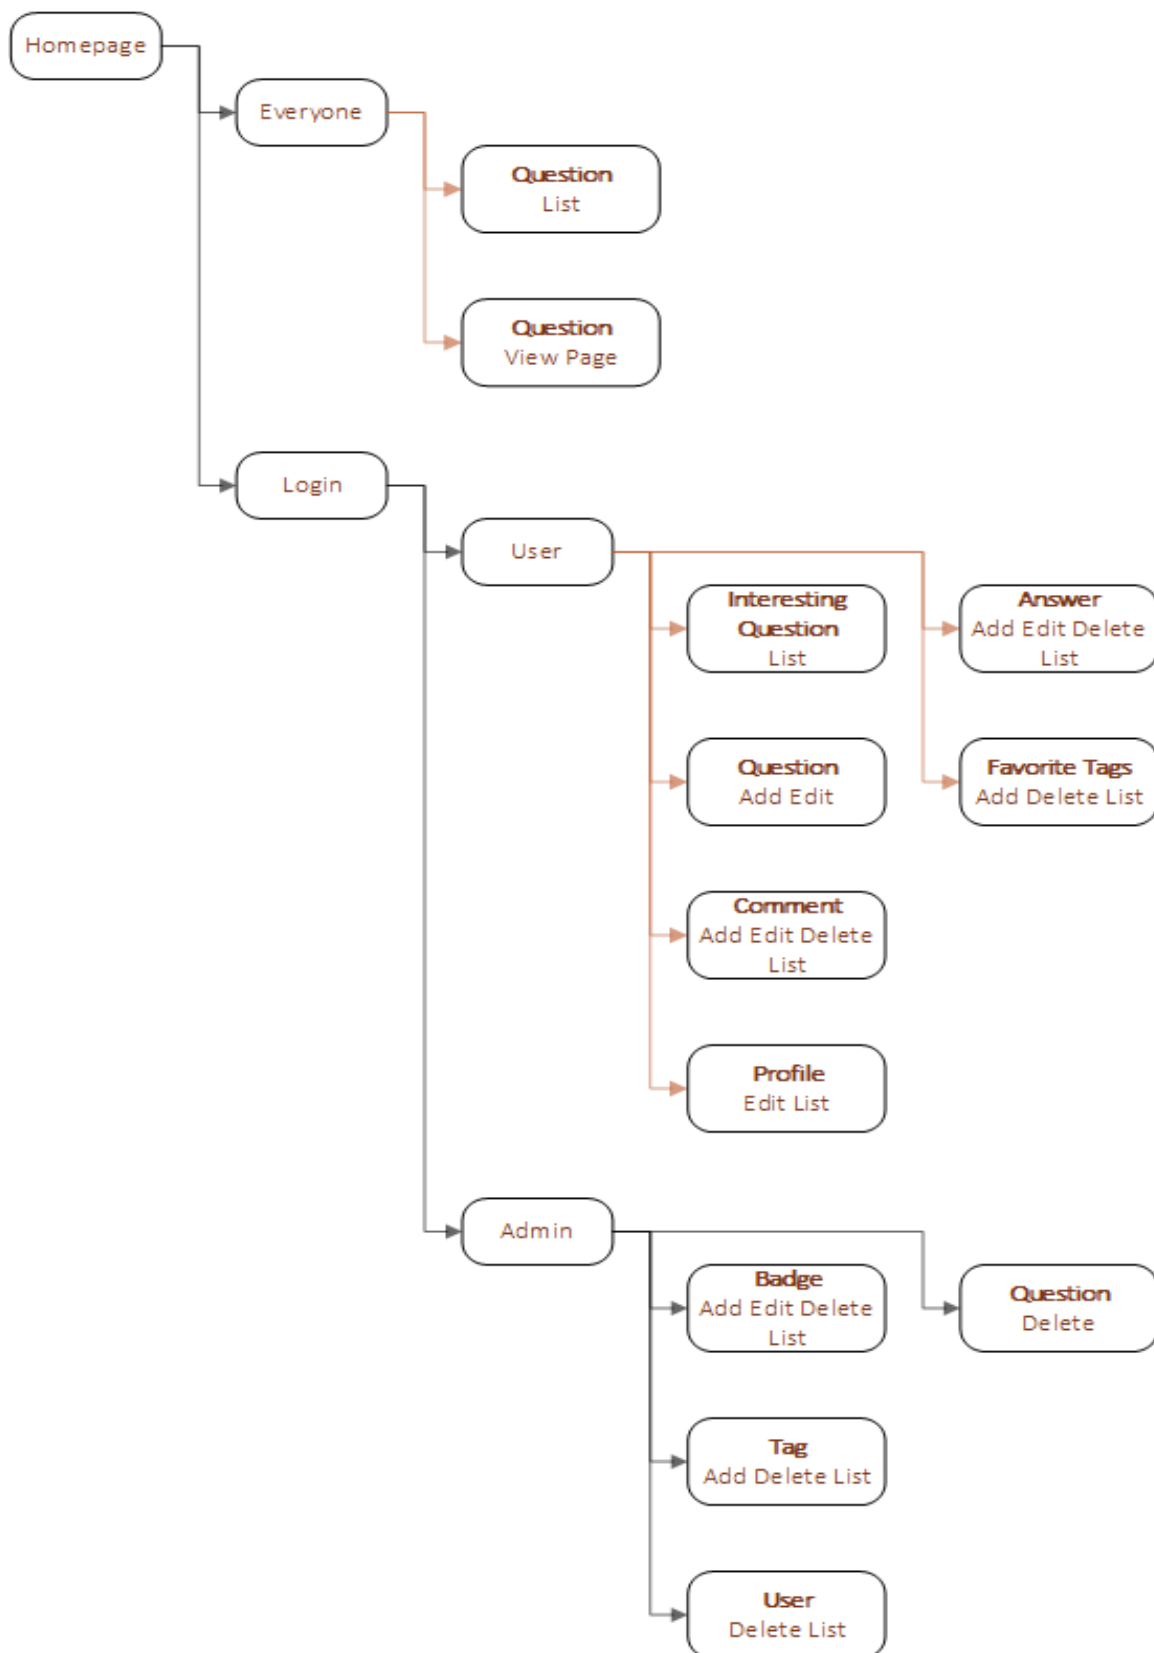 Homepage
Everyone
Question
List
Question
View Page
Login
User
Interesting
Question
List
Answer
Add Edit Delete
List
Question
Add Edit
Favorite Tags
Add Delete List
Comment
Add Edit Delete
List
Profile
Edit List
Admin
Badge
Add Edit Delete
List
Question
Delete
Tag
Add Delete List
User
Delete List